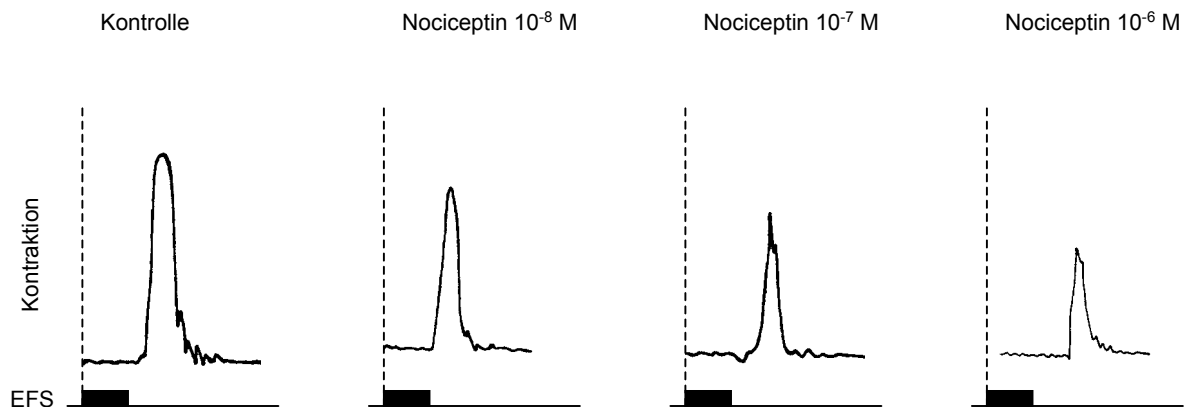 Kontrolle
Nociceptin 10⁻⁸ M
Nociceptin 10⁻⁷ M
Nociceptin 10⁻⁶ M
Kontraktion
EFS